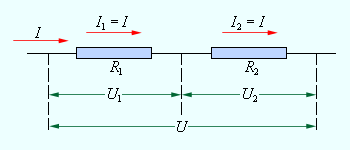 I
I₁ = I
I₂ = I
R₁
R₂
U₁
U₂
U